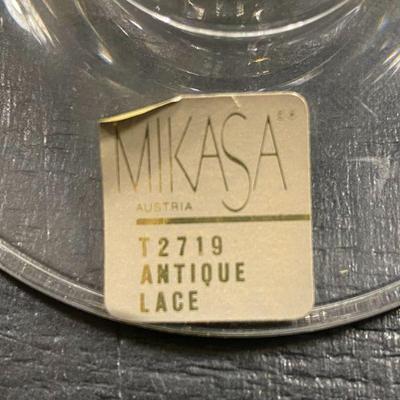 MIKASA
AUSTRIA
T2719
ANTIQUE
LACE